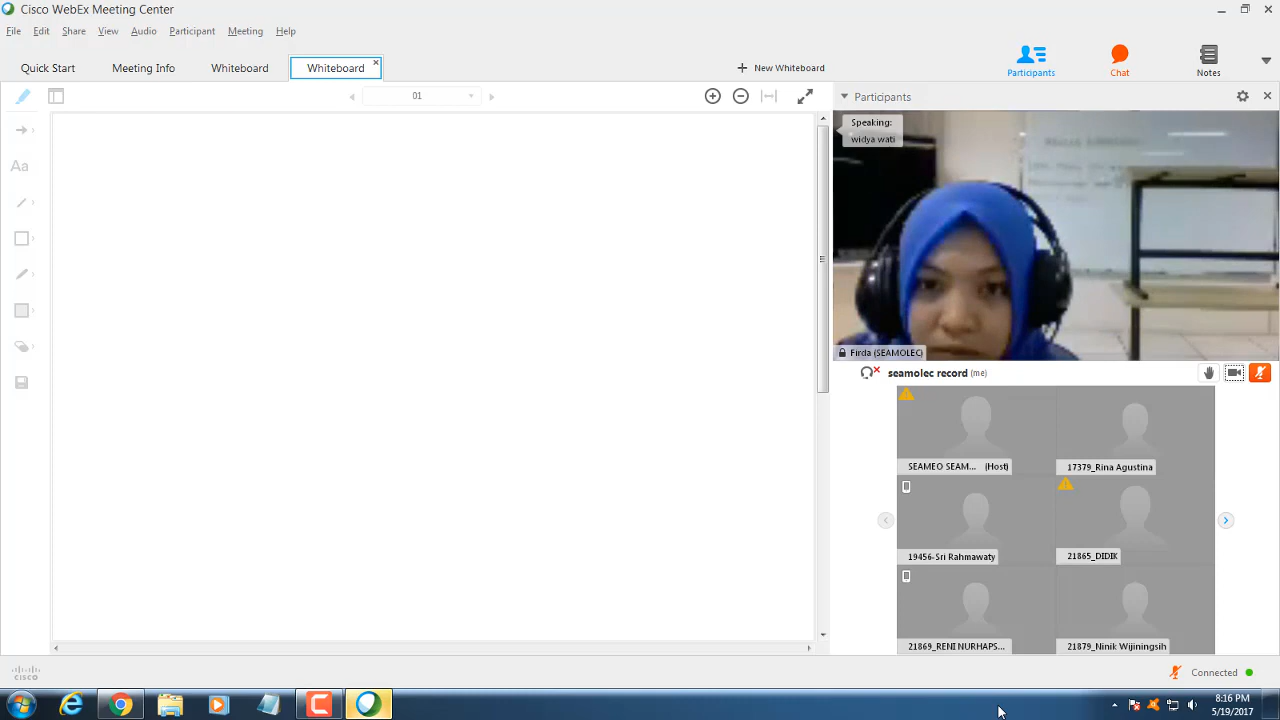 Cisco WebEx Meeting Center
File Edit Share View Audio Participant Meeting Help
Quick Start Meeting Info Whiteboard Whiteboard New Whiteboard Participants Chat Notes
01
Aa
Participants
Speaking:
widya wati
Firda (SEAMOLEC)
seamolec record (me)
SEAMEO SEAM... (Host) 17379_Rina Agustina
19456-Sri Rahmawaty 21865_DIDIK
21869_RENI NURHAPS... 21879_Ninik Wijiningsih
Connected
8:16 PM
5/19/2017